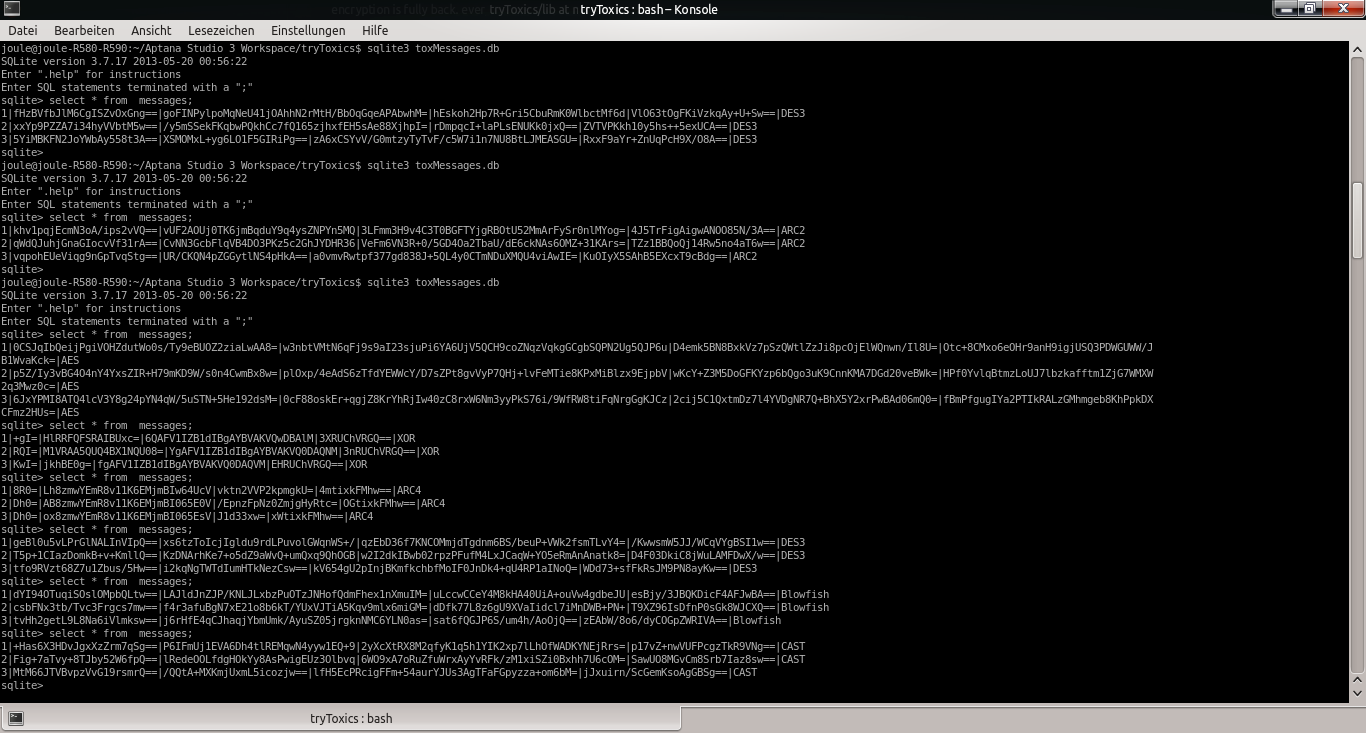 encryption is fully back. ever tryToxics/lib at n tryToxics : bash – Konsole
Datei Bearbeiten Ansicht Lesezeichen Einstellungen Hilfe
joule@joule-R580-R590:~/Aptana Studio 3 Workspace/tryToxics$ sqlite3 toxMessages.db
SQLite version 3.7.17 2013-05-20 00:56:22
Enter ".help" for instructions
Enter SQL statements terminated with a ";"
sqlite> select * from  messages;
1|fHzBVfbJlM6CgISZvOxGng==|goFINPylpoMgNeU41jOAhhN2rMtH/BbOqGqeAPAbwhM=|hEskoh2Hp7R+Gri5CbuRmK0WlbctMf6d|VlO63tOgFKiVzkqAy+U+Sw==|DES3
2|xxYp9PZZA7i34hyVVbtM5w==|/y5mSSekFKqbwPQkhCc7fQ165zjhxfEH5sAe88XjhpI=|rDmpqcI+laPLsENUKk0jxQ==|ZVTVPKkh10y5hs++5exUCA==|DES3
3|5YiMBKFN2JoYWbAy558t3A==|XSMOMxL+yg6LO1F5GIRiPg==|zA6xCSYvV/G0mtzyTyTvF/c5W7i1n7NU8BtLJMEASGU=|RxxF9aYr+ZnUqPcH9X/O8A==|DES3
sqlite>
joule@joule-R580-R590:~/Aptana Studio 3 Workspace/tryToxics$ sqlite3 toxMessages.db
SQLite version 3.7.17 2013-05-20 00:56:22
Enter ".help" for instructions
Enter SQL statements terminated with a ";"
sqlite> select * from  messages;
1|khv1pqjEcmN3oA/ips2vVQ==|vUF2AOUj0TK6jmBqduY9q4ysZNPYn5MQ|3LFmm3H9v4C3T0BGFTYjgRBOtU52MmArFySr0nlMYog=|4J5TrFigAigwANOO85N/3A==|ARC2
2|qWdQJuhjGnaGIocvVf31rA==|CvNN3GcbFlqVB4DO3PKz5c2GhJYDHR36|VeFm6VN3R+0/5GD4Oa2TbaU/dE6ckNAs6OMZ+31KArs=|TZz1BBQoQj14Rw5no4aT6w==|ARC2
3|vqpohEUeViqg9nGpTvqStg==|UR/CKQN4pZGGytlNS4pHkA==|a0vmvRwtpf377gd838J+5QL4y0CTmNDuXMQU4viAwIE=|KuOIyX5SAhB5EXcxT9cBdg==|ARC2
sqlite>
joule@joule-R580-R590:~/Aptana Studio 3 Workspace/tryToxics$ sqlite3 toxMessages.db
SQLite version 3.7.17 2013-05-20 00:56:22
Enter ".help" for instructions
Enter SQL statements terminated with a ";"
sqlite> select * from  messages;
1|0CSJqIbQeijPgiVOHZdutWo0s/Ty9eBUOZ2ziaLwAA8=|w3nbtVMtN6qFj9s9aI23sjuPi6YA6UjV5QCH9coZNqzVqkgGCgbSQPN2Ug5QJP6u|D4emk5BN8BxkVz7pSzQWtlZzJi8pcOjElWQnwn/Il8U=|Otc+8CMxo6eOHr9anH9igjUSQ3PDWGUWW/J
B1WvaKck=|AES
2|p5Z/Iy3vBG4O4nY4YxsZIR+H79mKD9W/s0n4CwmBx8w=|plOxp/4eAdS6zTfdYEWWcY/D7sZPt8gvVyP7QHj+lvFeMTie8KPxMiBlzx9EjpbV|wKcY+Z3M5DoGFKYzp6bQgo3uK9CnnKMA7DGd20veBWk=|HPf0YvlqBtmzLoUJ7lbzkafftm1ZjG7WMXW
2q3Mwz0c=|AES
3|6JxYPMI8ATQ4lcV3Y8g24pYN4qW/5uSTN+5He192dsM=|0cF88oskEr+qgjZ8KrYhRjIw40zC8rxW6Nm3yyPkS76i/9WfRW8tiFqNrgGgKJCz|2cij5C1QxtmDz7l4YVDgNR7Q+BhX5Y2xrPwBAd06mQ0=|fBmPfgugIYa2PTIkRALzGMhmgeb8KhPpkDX
CFmz2HUs=|AES
sqlite> select * from  messages;
1|+gI=|HlRRFQFSRAIBUxc=|6QAFV1IZB1dIBgAYBVAKVQwDBAlM|3XRUChVRGQ==|XOR
2|RQI=|M1VRAA5QUQ4BX1NQU08=|YgAFV1IZB1dIBgAYBVAKVQ0DAQNM|3nRUChVRGQ==|XOR
3|KwI=|jkhBE0g=|fgAFV1IZB1dIBgAYBVAKVQ0DAQVM|EHRUChVRGQ==|XOR
sqlite> select * from  messages;
1|8R0=|Lh8zmwYEmR8v11K6EMjmBIw64UcV|vktn2VVP2kpmgkU=|4mtixkFMhw==|ARC4
2|Dh0=|AB8zmwYEmR8v11K6EMjmBI065E0V|/EpnzFpNz0ZmjgHyRtc=|OGtixkFMhw==|ARC4
3|Dh0=|ox8zmwYEmR8v11K6EMjmBI065EsV|J1d33xw=|xWtixkFMhw==|ARC4
sqlite> select * from  messages;
1|geBl0u5vLPrGlNALInVIpQ==|xs6tzToIcjIgldu9rdLPuvolGWqnWS+/|qzEbD36f7KNCOMmjdTgdnm6BS/beuP+VWk2fsmTLvY4=|/KwwsmW5JJ/WCqVYgBSI1w==|DES3
2|T5p+1CIazDomkB+v+KmllQ==|KzDNArhKe7+o5dZ9aWvQ+umQxq9QhOGB|w2I2dkIBwb02rpzPFufM4LxJCaqW+YO5eRmAnAnatk8=|D4F03DkiC8jWuLAMFDwX/w==|DES3
3|tfo9RVzt68Z7u1Zbus/5Hw==|i2kqNgTWTdIumHTkNezCsw==|kV654gU2pInjBKmfkchbfMoIF0JnDk4+qU4RP1aINoQ=|WDd73+sfFkRsJM9PN8ayKw==|DES3
sqlite> select * from  messages;
1|dYI94OTuqiSOslOMpbQLtw==|LAJldJnZJP/KNLJLxbzPuOTzJNHofQdmFhex1nXmuIM=|uLccwCCeY4M8kHA40UiA+ouVw4gdbeJU|esBjy/3JBQKDicF4AFJwBA==|Blowfish
2|csbFNx3tb/Tvc3Frgcs7mw==|f4r3afuBgN7xE21o8b6kT/YUxVJTiA5Kqv9mlx6miGM=|dDfk77L8z6gU9XVaIidcl7iMnDWB+PN+|T9XZ96IsDfnP0sGk8WJCXQ==|Blowfish
3|tvHh2getL9L8Na6iVlmksw==|j6rHfE4qCJhaqjYbmUmk/AyuSZ05jrgknNMC6YLN0as=|sat6fQGJP6S/um4h/AoOjQ==|zEAbW/8o6/dyCOGpZWRIVA==|Blowfish
sqlite> select * from  messages;
1|+Has6X3HDvJgxXzZrm7qSg==|P6IFmUj1EVA6Dh4tlREMqwN4yyw1EQ+9|2yXcXtRX8M2qfyK1q5h1YIK2xp7lLhOfWADKYNEjRrs=|p17vZ+nwVUFPcgzTkR9VNg==|CAST
2|Fig+7aTvy+8TJby52W6fpQ==|lRedeOOLfdgHOkYy8AsPwigEUz3Olbvq|6WO9xA7oRuZfuWrxAyYvRFk/zM1xiSZi0Bxhh7U6cOM=|SawUO8MGvCm8Srb7Iaz8sw==|CAST
3|MtM66JTVBvpzVvG19rsmrQ==|/QQtA+MXKmjUxmL5icozjw==|lfH5EcPRcigFFm+54aurYJUs3AgTFaFGpyzza+om6bM=|jJxuirn/ScGemKsoAgGBSg==|CAST
sqlite>
tryToxics : bash